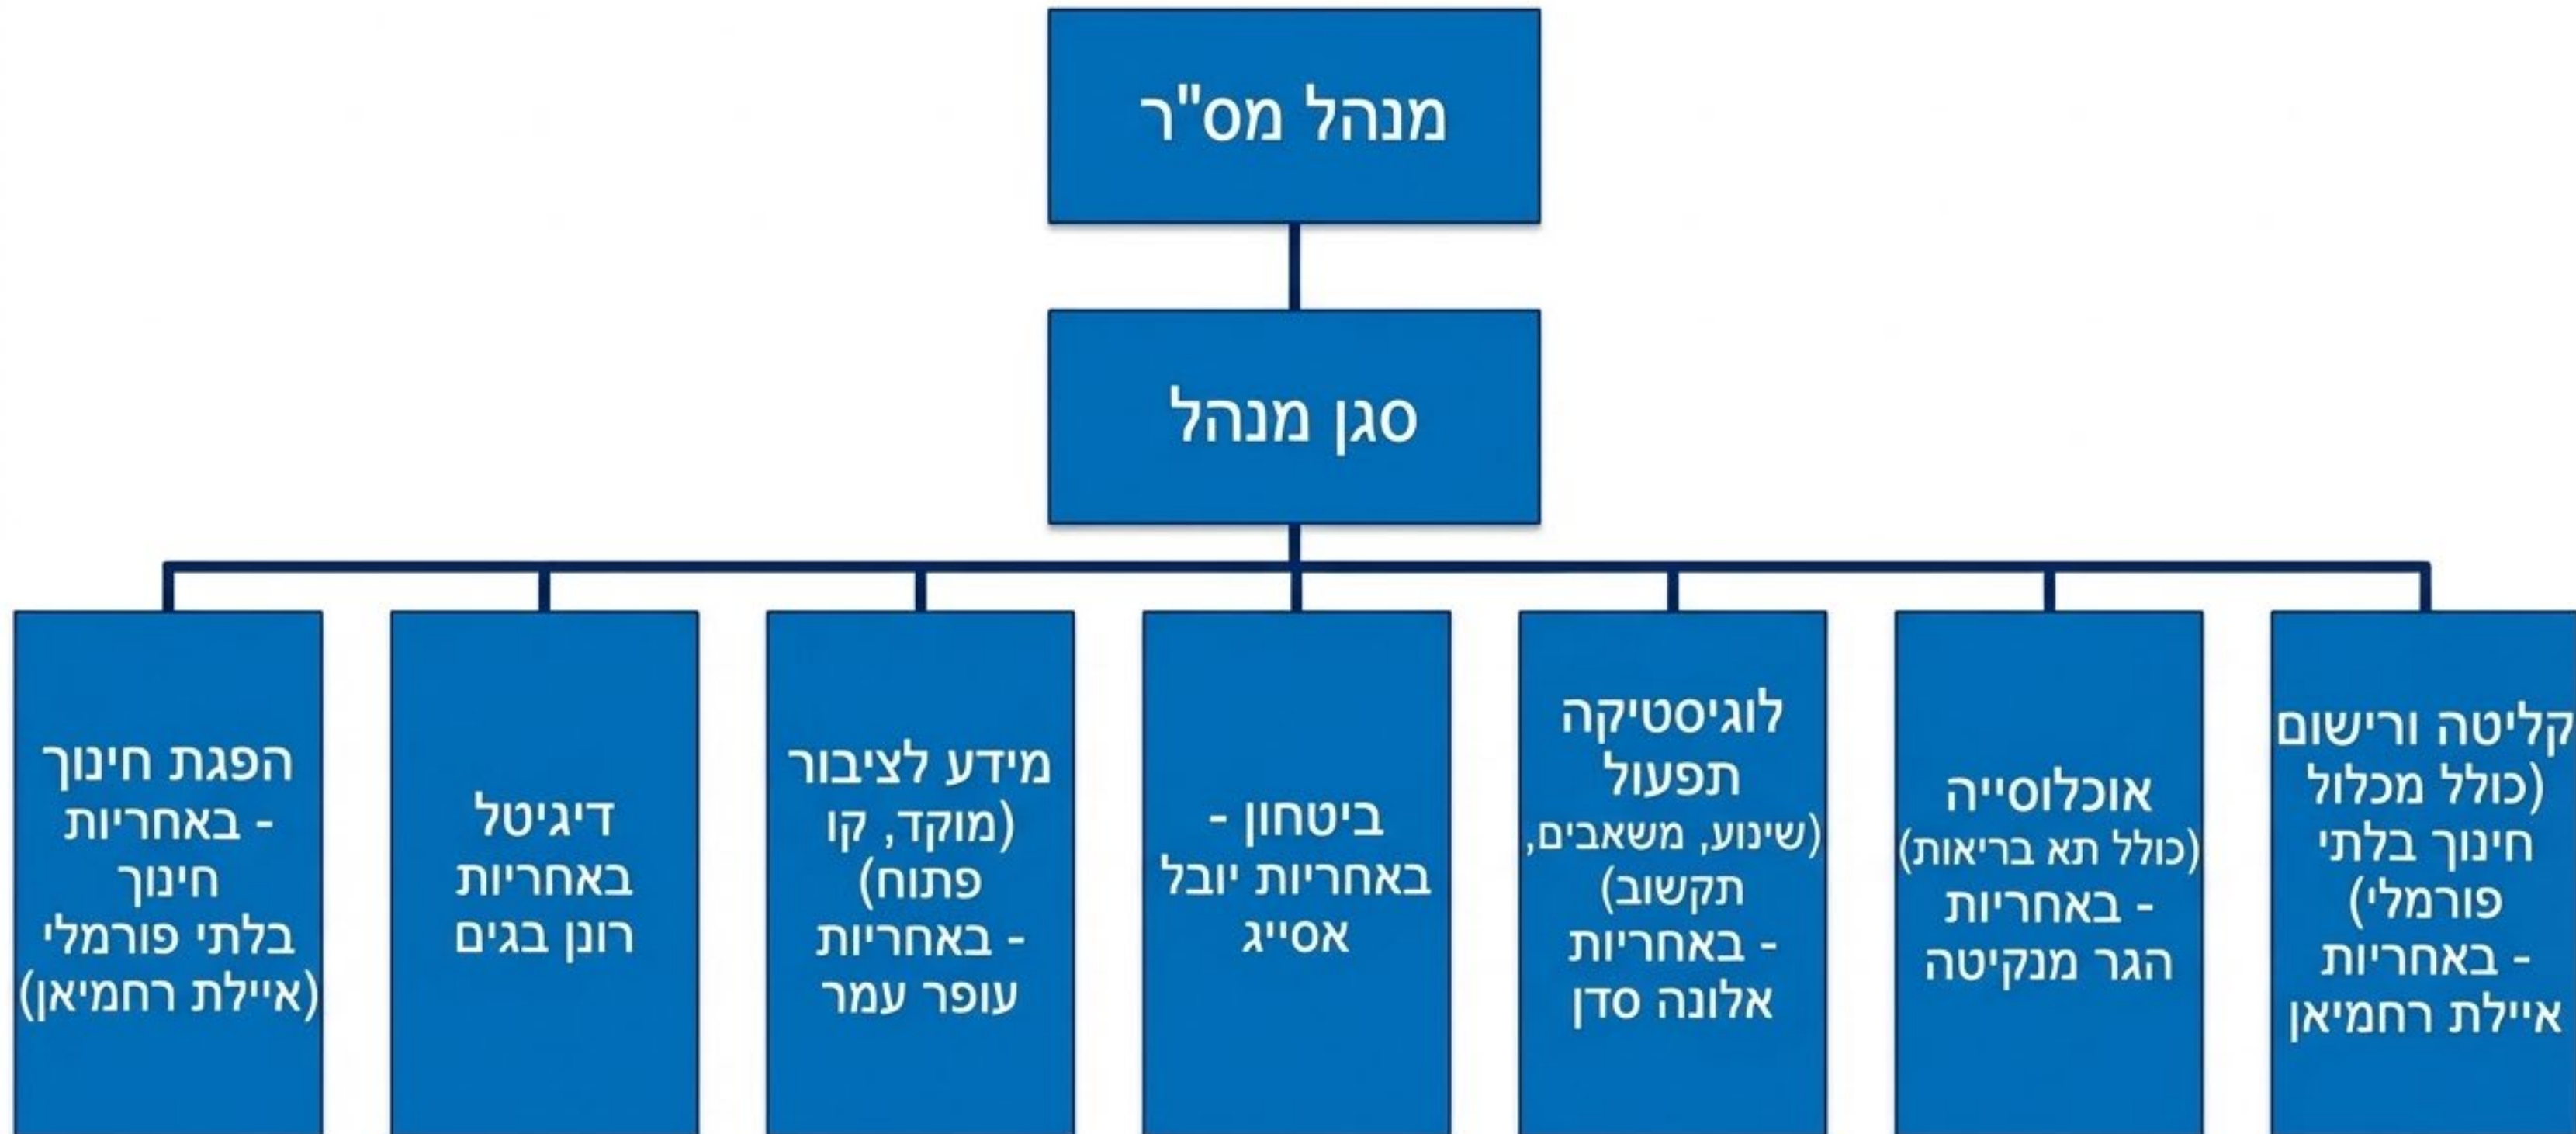 מנהל מס"ר
סגן מנהל
קליטה ורישום
(כולל מכלול
חינוך בלתי
פורמלי)
- באחריות
איילת רחמיאן
אוכלוסייה
(כולל תא בריאות)
- באחריות
הגר מנקיטה
לוגיסטיקה
תפעול
(שינוע, משאבים,
תקשוב)
- באחריות
אלונה סדן
ביטחון -
באחריות יובל
אסייג
מידע לציבור
(מוקד, קו
פתוח)
- באחריות
עופר עמר
דיגיטל
באחריות
רונן בגים
הפגת חינוך
- באחריות
חינוך
בלתי פורמלי
(איילת רחמיאן)